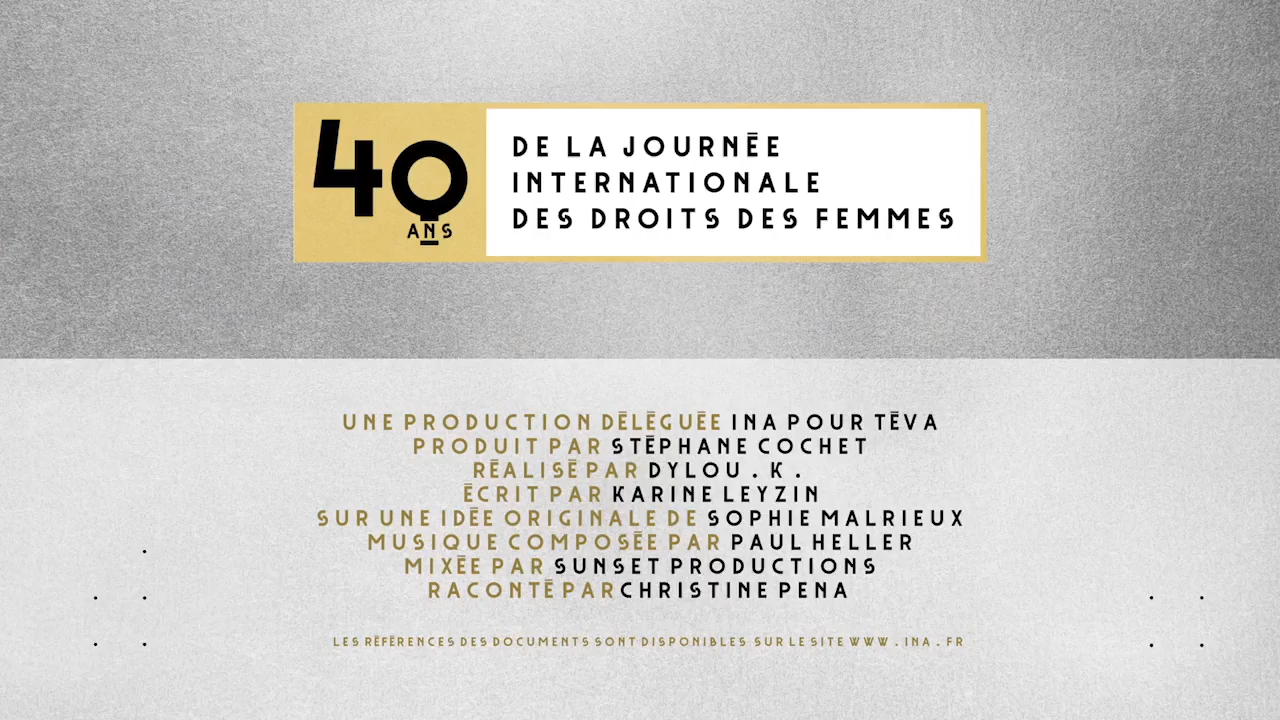 40
ANS
DE LA JOURNÉE
INTERNATIONALE
DES DROITS DES FEMMES
UNE PRODUCTION DÉLÉGUÉE INA POUR TÉVA
PRODUIT PAR STÉPHANE COCHET
RÉALISÉ PAR DYLOU.K.
ÉCRIT PAR KARINE LEYZIN
SUR UNE IDÉE ORIGINALE DE SOPHIE MALRIEUX
MUSIQUE COMPOSÉE PAR PAUL HELLER
MIXÉE PAR SUNSET PRODUCTIONS
RACONTÉ PAR CHRISTINE PENA
LES RÉFÉRENCES DES DOCUMENTS SONT DISPONIBLES SUR LE SITE WWW.INA.FR